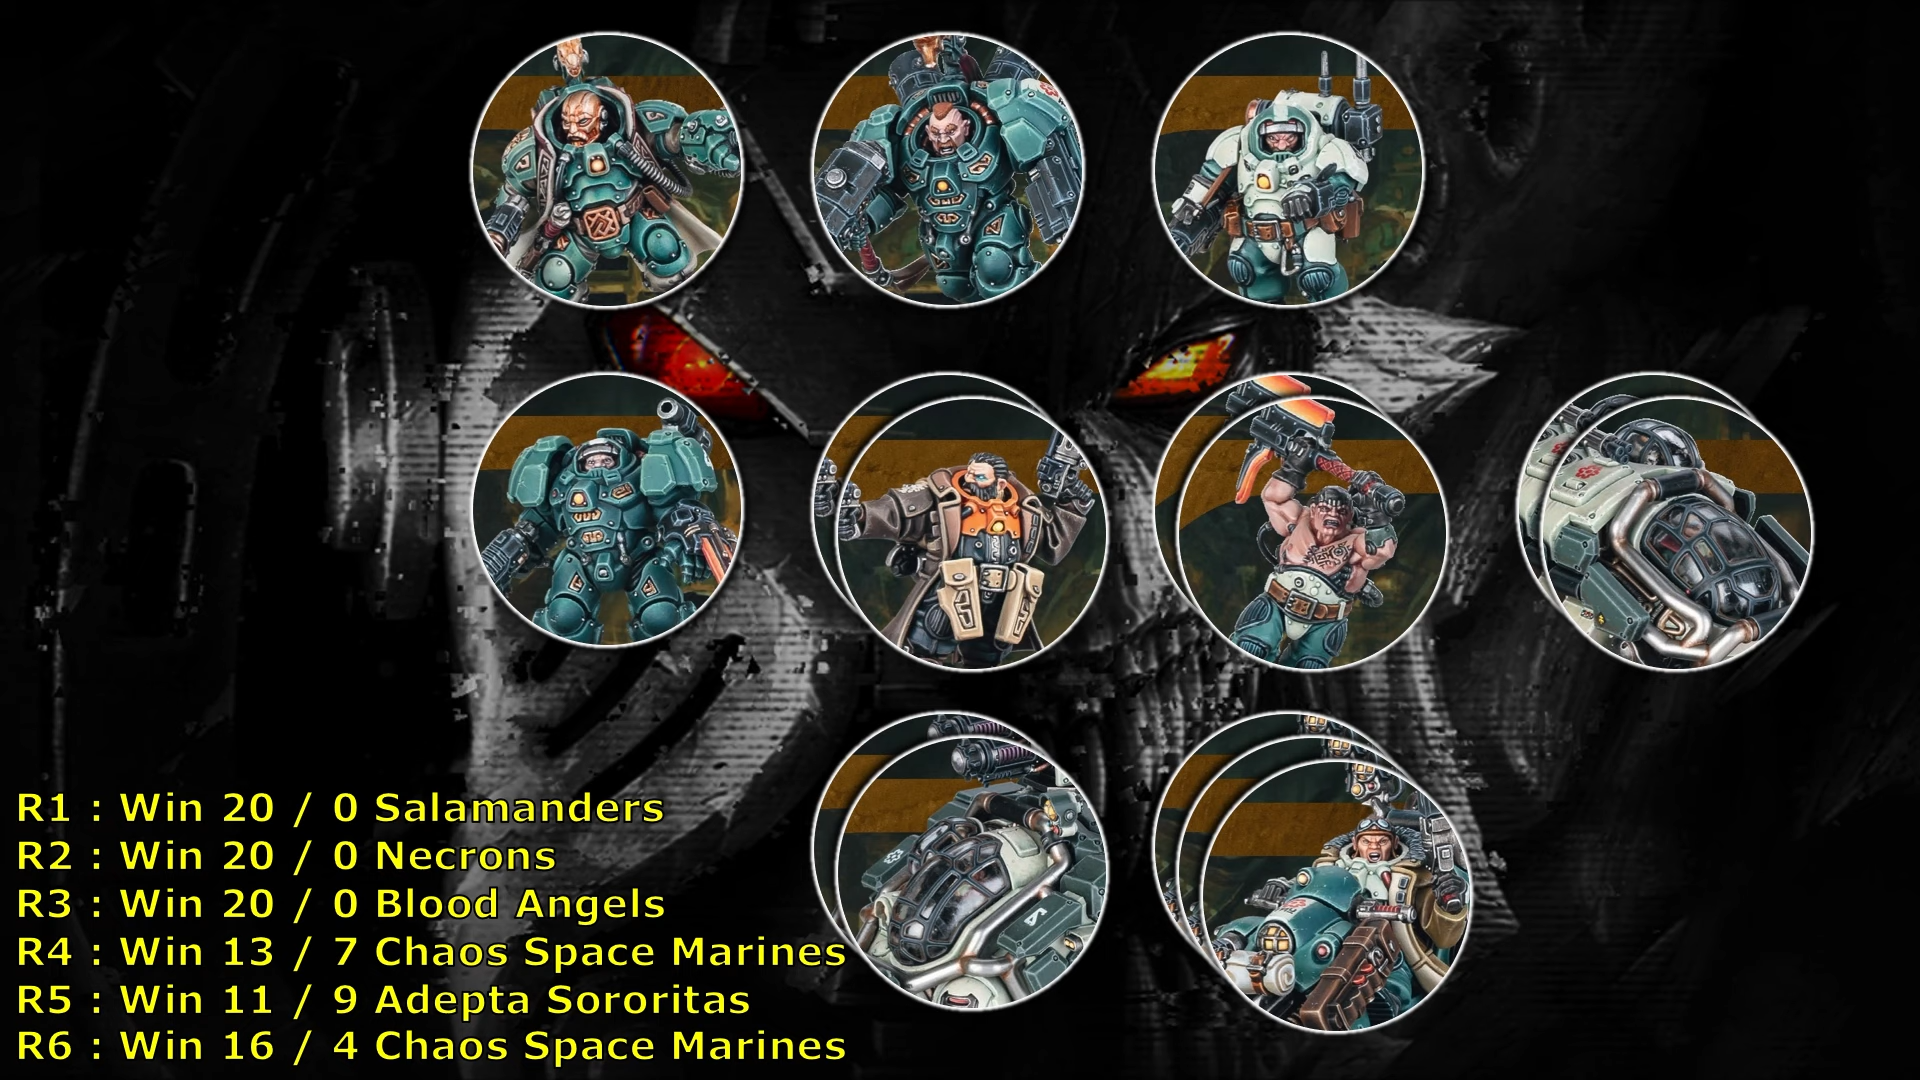 R1 : Win 20 / 0 Salamanders
R2 : Win 20 / 0 Necrons
R3 : Win 20 / 0 Blood Angels
R4 : Win 13 / 7 Chaos Space Marines
R5 : Win 11 / 9 Adepta Sororitas
R6 : Win 16 / 4 Chaos Space Marines